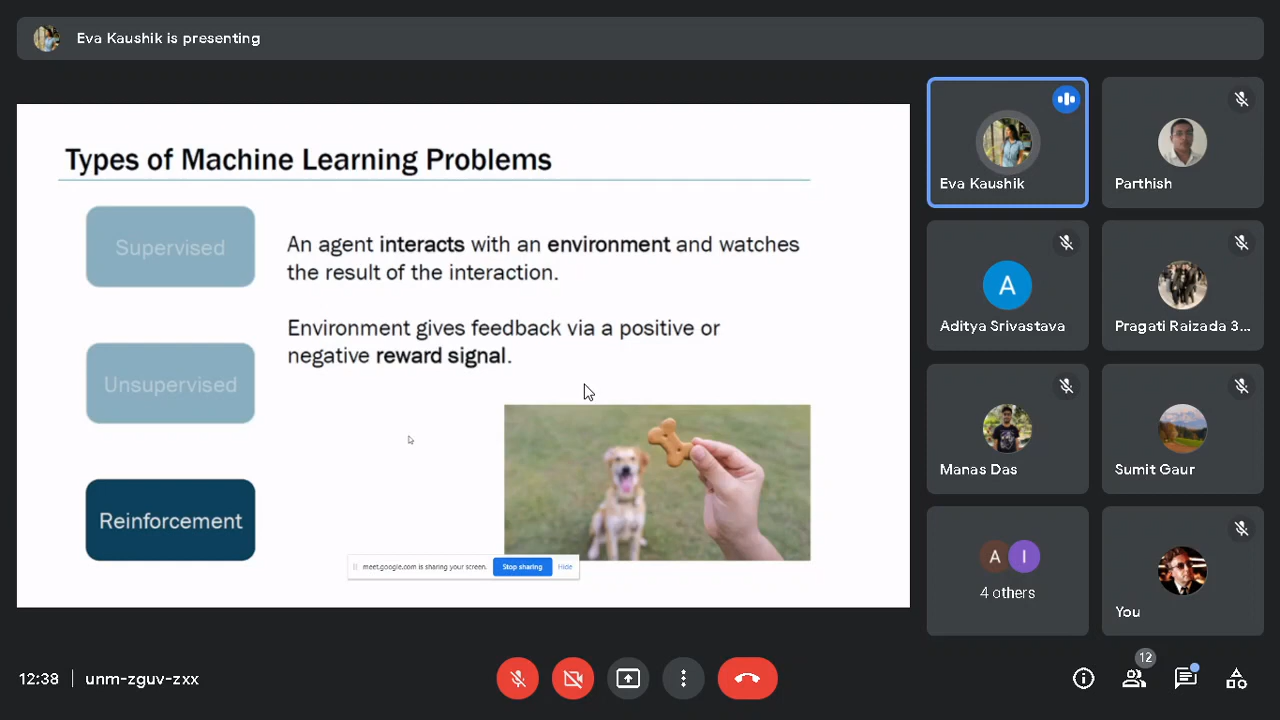 Eva Kaushik is presenting
Types of Machine Learning Problems
Supervised
An agent interacts with an environment and watches
the result of the interaction.
Environment gives feedback via a positive or
negative reward signal.
Unsupervised
Reinforcement
meet.google.com is sharing your screen.
Stop sharing
Hide
Eva Kaushik
Parthish
A
Aditya Srivastava
Pragati Raizada 3...
Manas Das
Sumit Gaur
A I
4 others
You
12:38 | unm-zguv-zxx
12